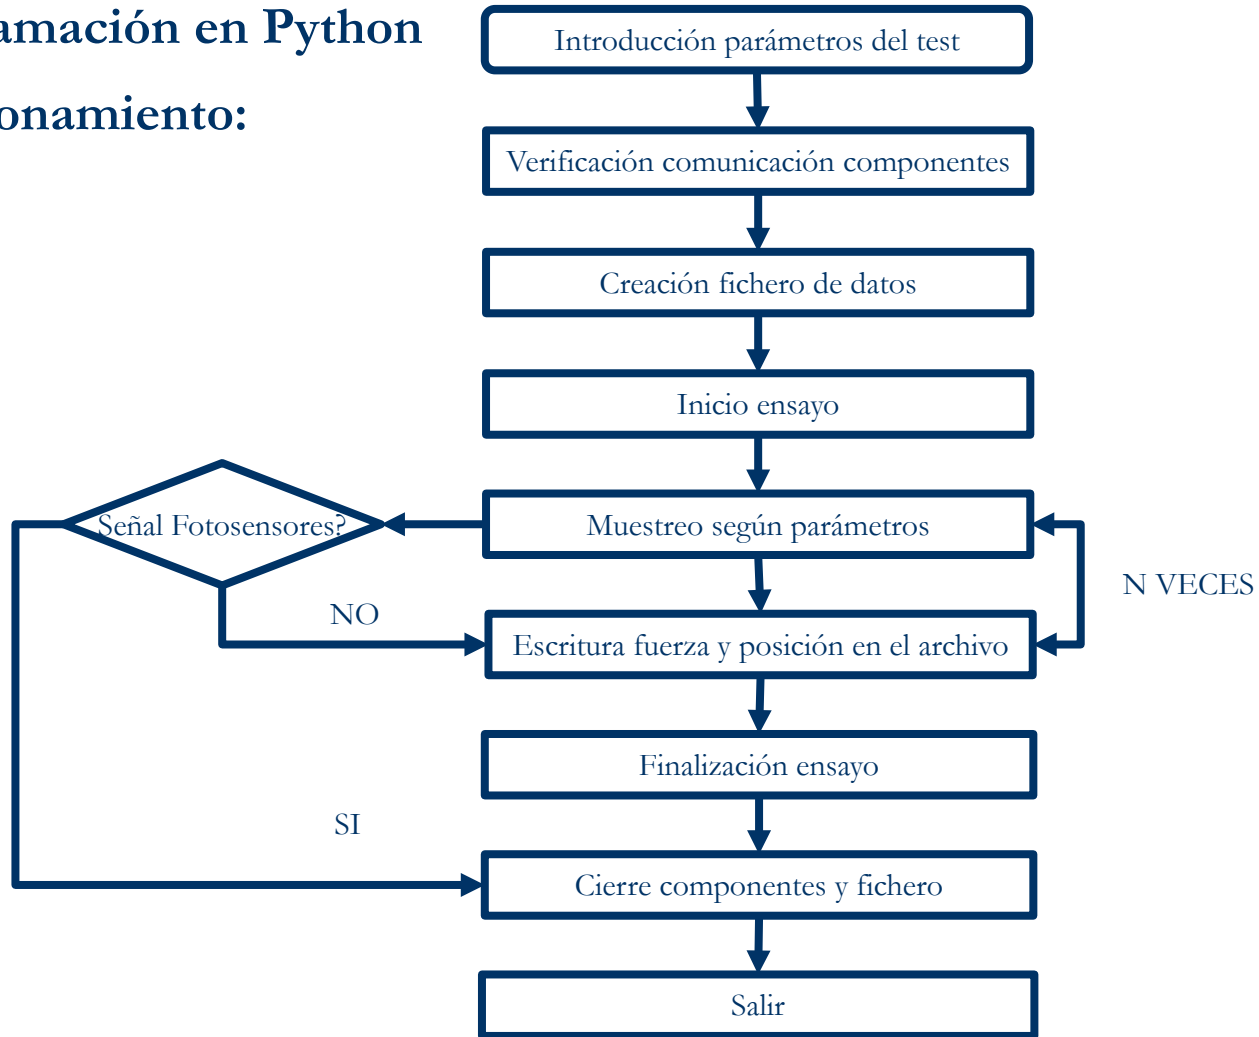 amación en Python
onamiento:
Introducción parámetros del test
Verificación comunicación componentes
Creación fichero de datos
Inicio ensayo
Señal Fotosensores?
Muestreo según parámetros
N VECES
NO
Escritura fuerza y posición en el archivo
Finalización ensayo
SI
Cierre componentes y fichero
Salir